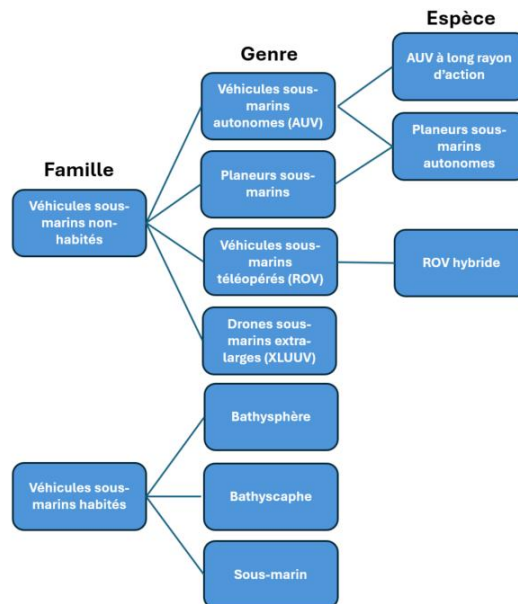 Espèce
Genre
AUV à long rayon
d'action
Véhicules sous-
marins
autonomes (AUV)
Planeurs sous-
marins
autonomes
Famille
Planeurs sous-
marins
Véhicules sous-
marins non-
habités
Véhicules sous-
marins
téléopérés (ROV)
ROV hybride
Drones sous-
marins extra-
larges (XLUUV)
Bathysphère
Véhicules sous-
marins habités
Bathyscaphe
Sous-marin